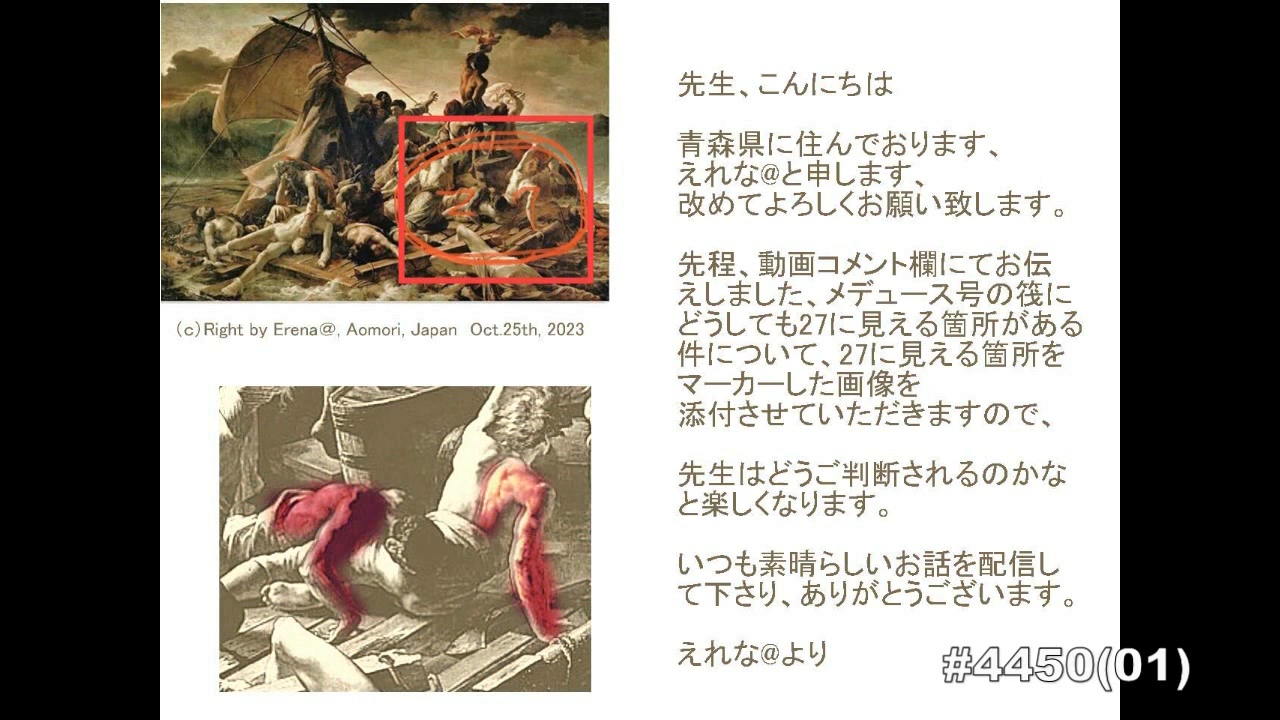 27
(c)Right by Erena@, Aomori, Japan Oct.25th, 2023
先生、こんにちは
青森県に住んでおります、
えれな@と申します、
改めてよろしくお願い致します。
先程、動画コメント欄にてお伝
えしました、メデュース号の筏に
どうしても27に見える箇所がある
件について、27に見える箇所を
マーカーした画像を
添付させていただきますので、
先生はどうご判断されるのかな
と楽しくなります。
いつも素晴らしいお話を配信し
て下さり、ありがとうございます。
えれな@より
#4450(01)